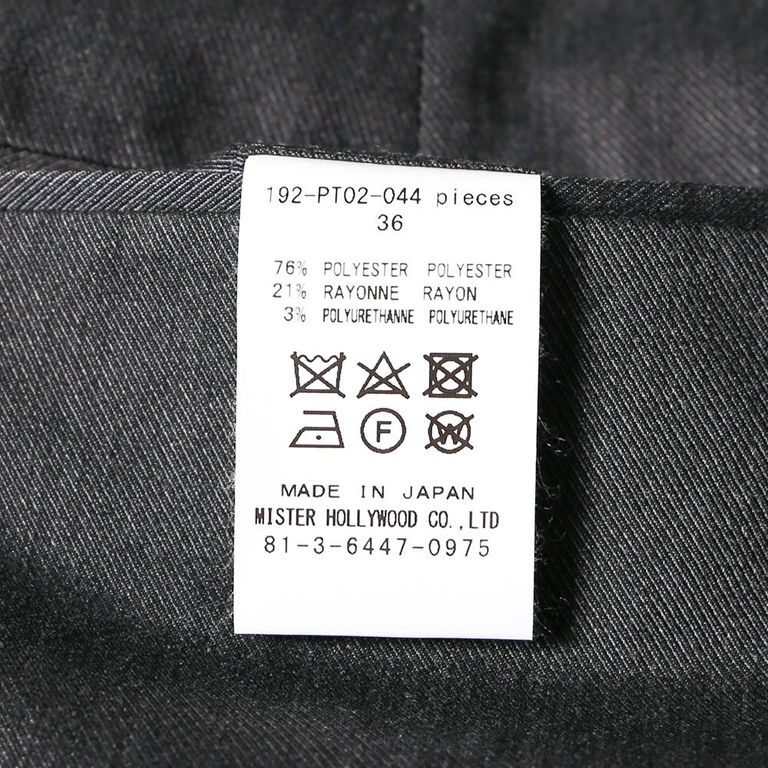 192-PT02-044 pieces
36
76% POLYESTER POLYESTER
21% RAYONNE RAYON
3% POLYURETHANNE POLYURETHANE
F W
MADE IN JAPAN
MISTER HOLLYWOOD CO.,LTD
81-3-6447-0975